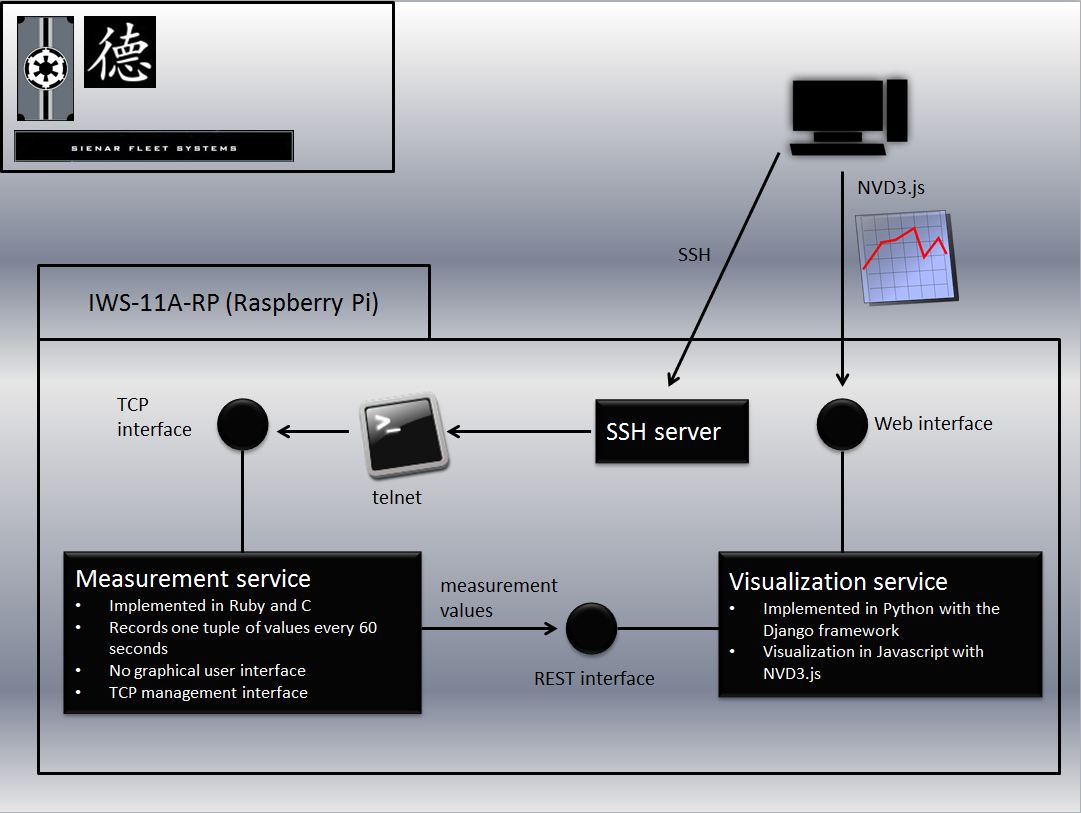 德
SIENAR FLEET SYSTEMS
NVD3.js
SSH
IWS-11A-RP (Raspberry Pi)
TCP
interface
>_
telnet
SSH server
Web interface
Measurement service
• Implemented in Ruby and C
• Records one tuple of values every 60
seconds
• No graphical user interface
• TCP management interface
measurement
values
REST interface
Visualization service
• Implemented in Python with the
Django framework
• Visualization in Javascript with
NVD3.js